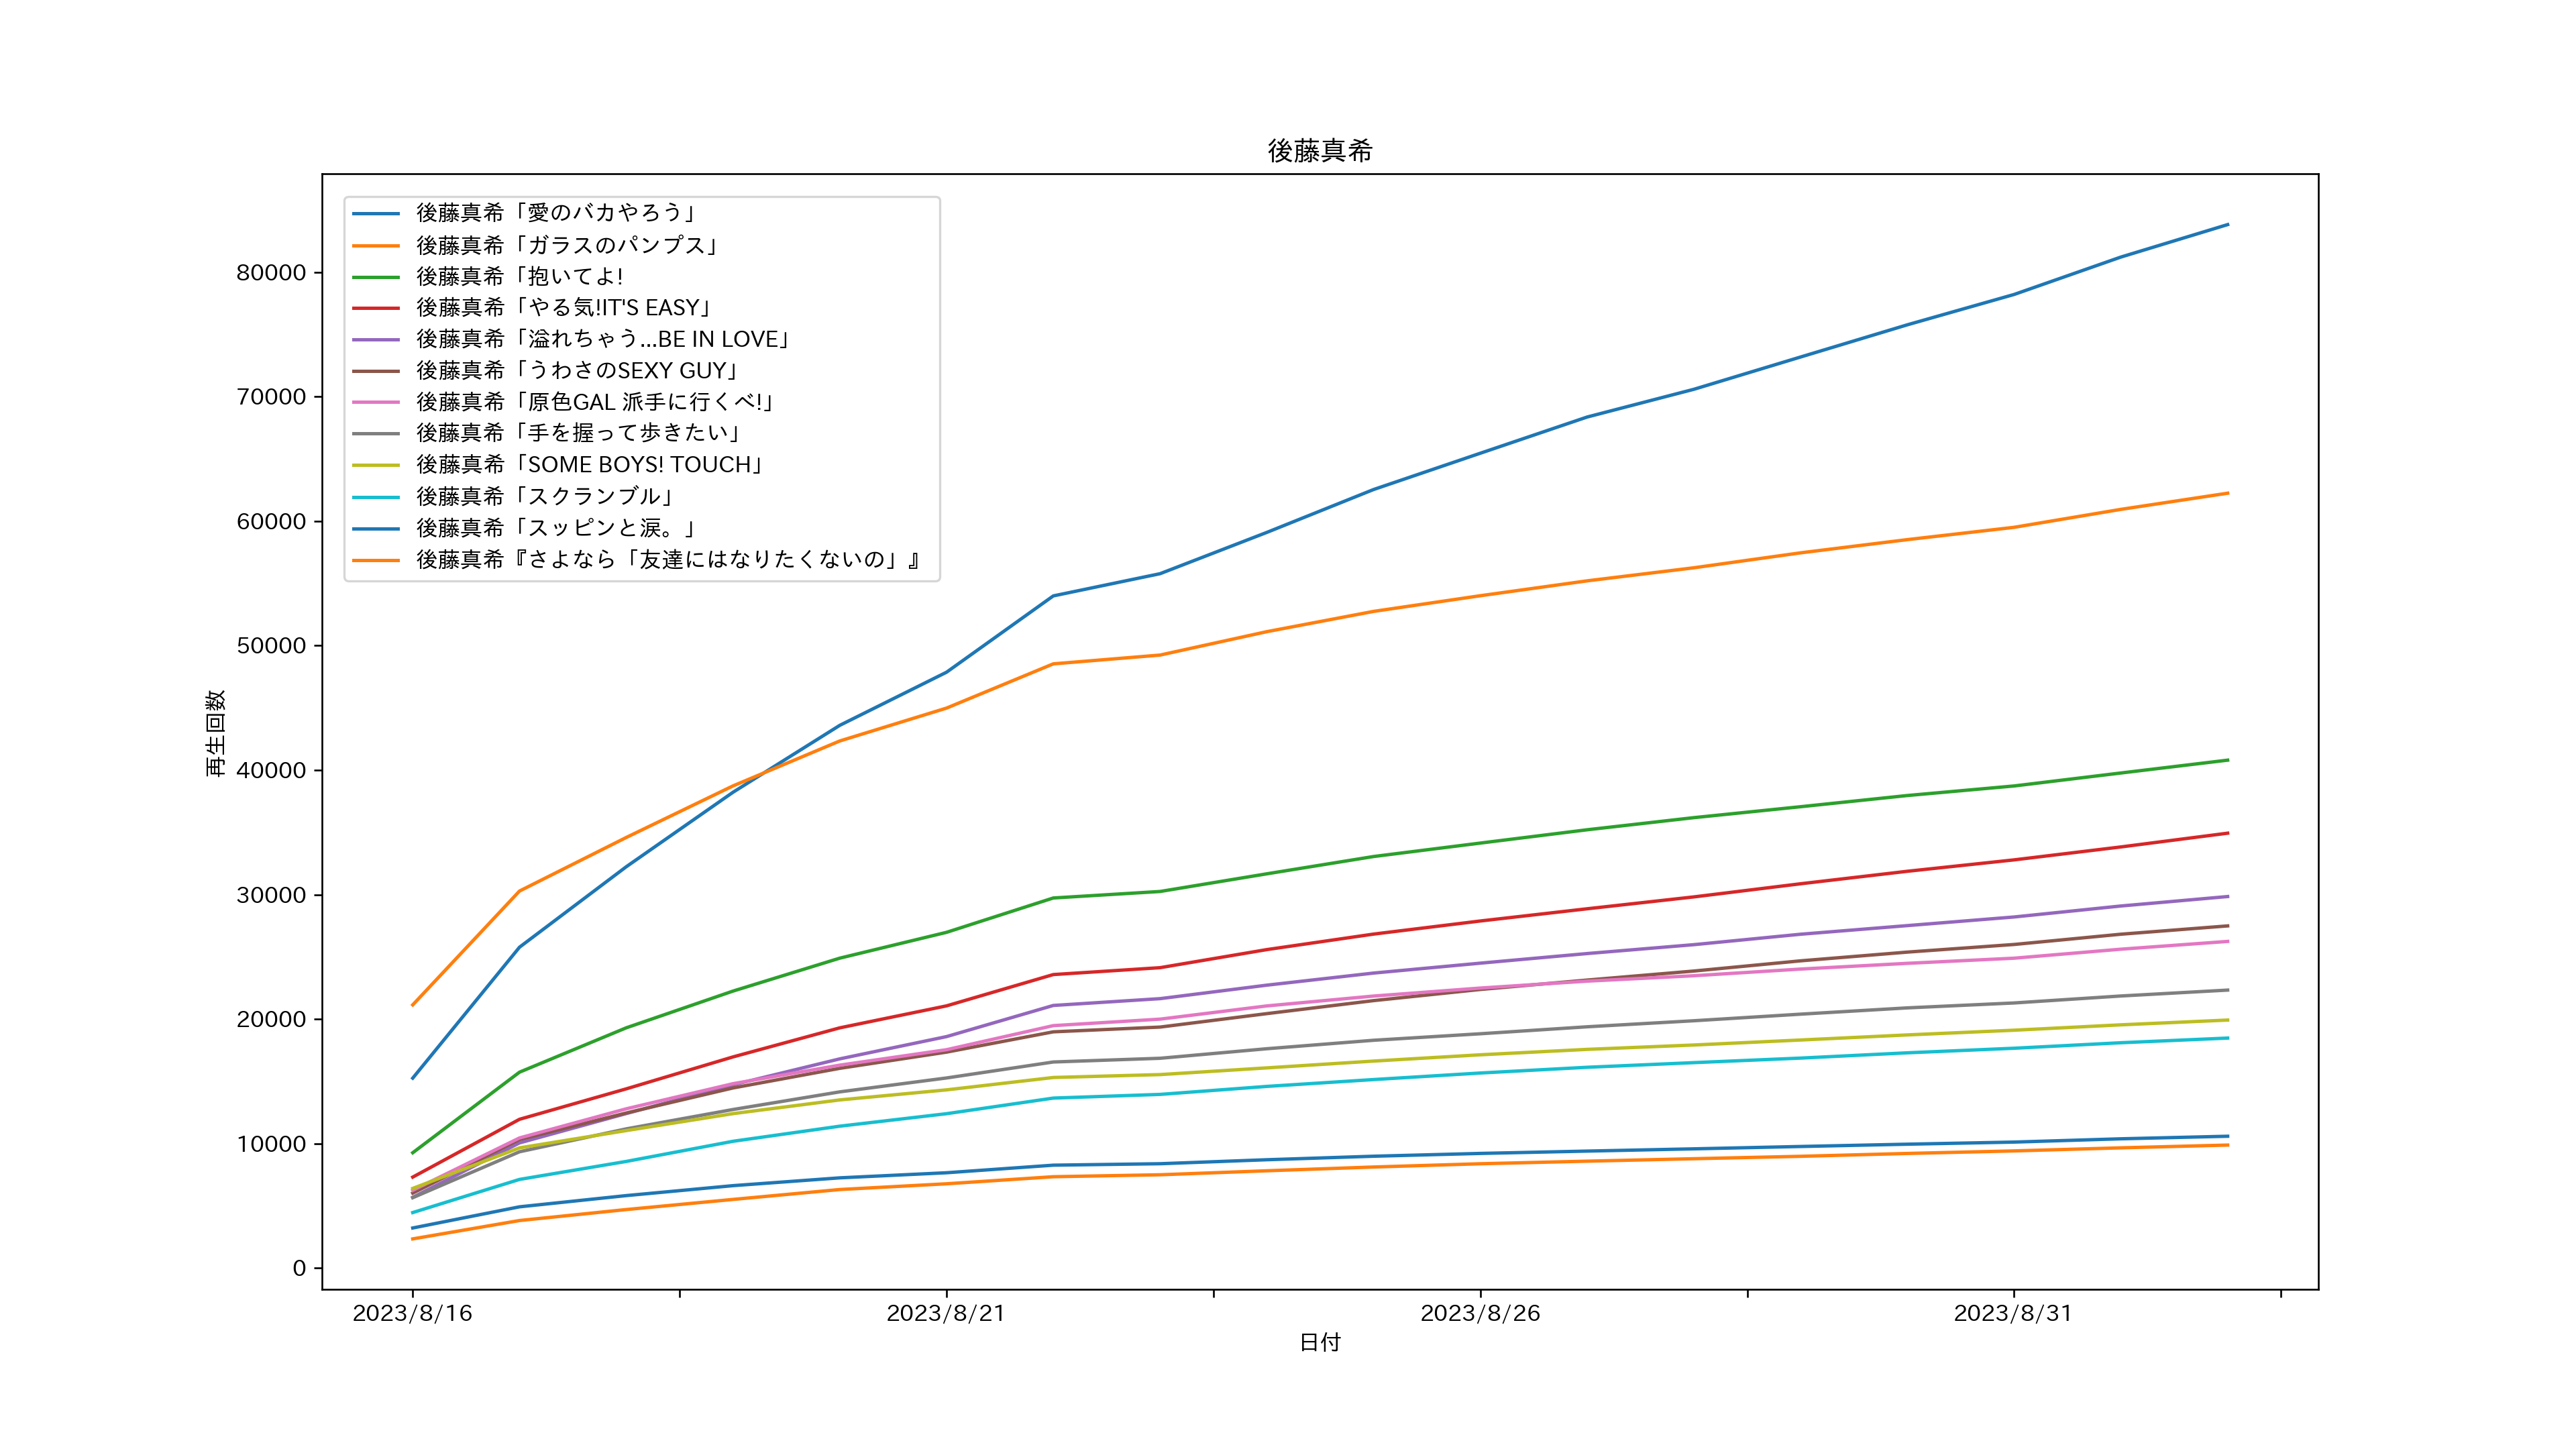 後藤真希
後藤真希「愛のバカやろう」
後藤真希「ガラスのパンプス」
後藤真希「抱いてよ!
後藤真希「やる気!IT'S EASY」
後藤真希「溢れちゃう...BE IN LOVE」
後藤真希「うわさのSEXY GUY」
後藤真希「原色GAL 派手に行くべ!」
後藤真希「手を握って歩きたい」
後藤真希「SOME BOYS! TOUCH」
後藤真希「スクランブル」
後藤真希「スッピンと涙。」
後藤真希『さよなら「友達にはなりたくないの」』
80000
70000
60000
50000
40000
30000
20000
10000
0
再生回数
2023/8/16
2023/8/21
2023/8/26
2023/8/31
日付